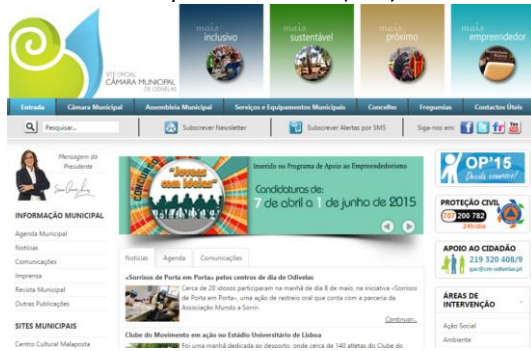 mais
inclusivo
mais
sustentável
mais
próximo
mais
empreendedor
SITE OFICIAL
CÂMARA MUNICIPAL
DE ODIVELAS
Entrada Câmara Municipal Assembleia Municipal Serviços e Equipamentos Municipais Concelho Freguesias Contactos Úteis
Pesquisar... Subscrever Newsletter Subscrever Alertas por SMS Siga-nos em:
Mensagem da
Presidente
INFORMAÇÃO MUNICIPAL
Agenda Municipal
Notícias
Comunicações
Imprensa
Revista Municipal
Outras Publicações
SITES MUNICIPAIS
Centro Cultural Malaposta
CONCURSO
"Jovens
com ideias"
Inserido no Programa de Apoio ao Empreendedorismo
Candidaturas de:
7 de abril a 1 de junho de 2015
Notícias Agenda Comunicações
«Sorrisos de Porta em Porta» pelos centros de dia de Odivelas
Cerca de 20 idosos participaram na manhã de dia 8 de maio, na iniciativa «Sorrisos
de Porta em Porta», uma ação de rastreio oral que conta com a parceria da
Associação Mundo a Sorrir.
Continuar...
Clube do Movimento em ação no Estádio Universitário de Lisboa
Foi uma manhã dedicada ao desporto, onde cerca de 140 atletas do Clube do
OP'15
Decida connosco!
PROTEÇÃO CIVIL
707 200 782
24h/dia
APOIO AO CIDADÃO
219 320 408/9
gac@cm-odivelas.pt
ÁREAS DE
INTERVENÇÃO
Ação Social
Ambiente